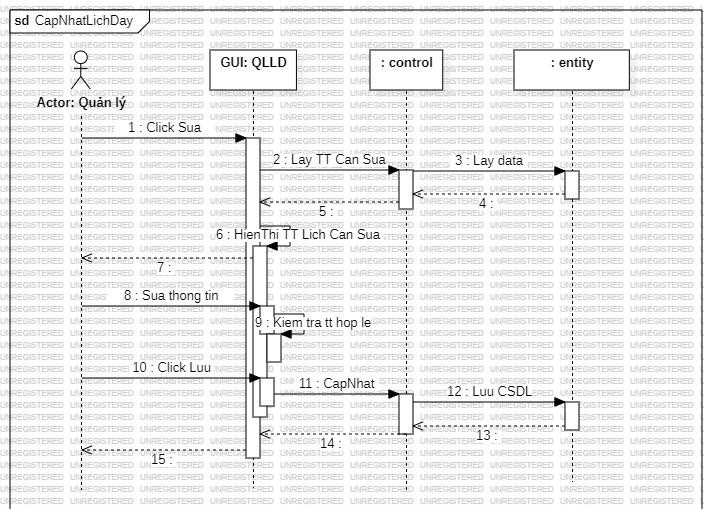 sd CapNhatLichDay
GUI: QLLD
: control
: entity
Actor: Quản lý
1 : Click Sua
2 : Lay TT Can Sua
3 : Lay data
4 :
5 :
6 : HienThi TT Lich Can Sua
7 :
8 : Sua thong tin
9 : Kiem tra tt hop le
10 : Click Luu
11 : CapNhat
12 : Luu CSDL
13 :
14 :
15 :
UNREGISTERED